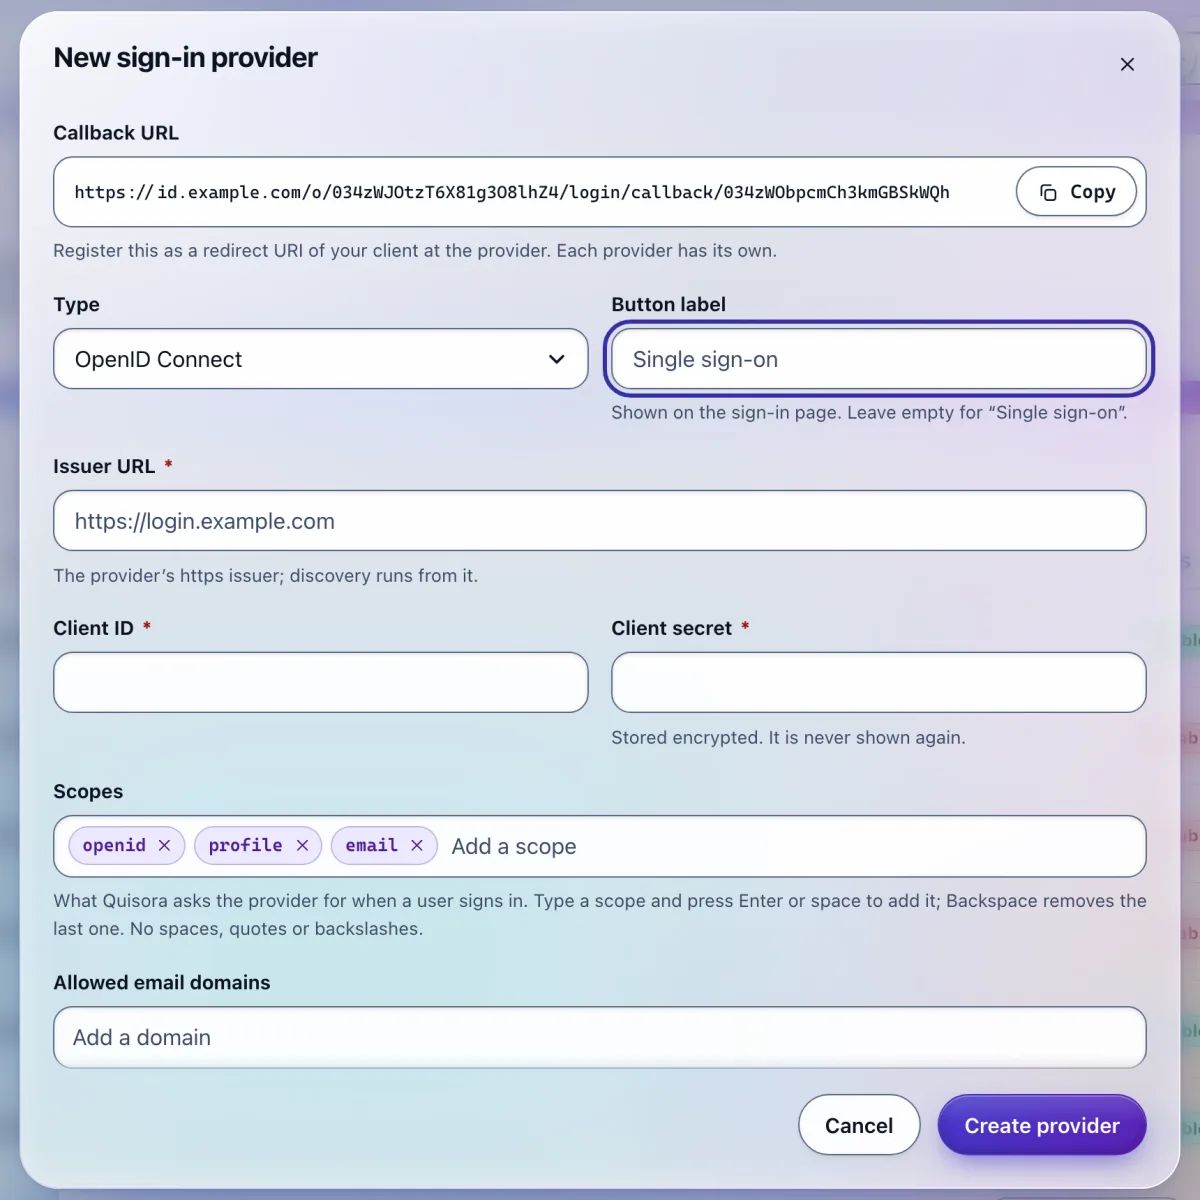 New sign-in provider
Callback URL
https://id.example.com/o/034zWJOtzT6X81g3O8lhZ4/login/callback/034zWObpcmCh3kmGBSkWQh
Copy
Register this as a redirect URI of your client at the provider. Each provider has its own.
Type
Button label
OpenID Connect
Single sign-on
Shown on the sign-in page. Leave empty for “Single sign-on”.
Issuer URL *
https://login.example.com
The provider’s https issuer; discovery runs from it.
Client ID *
Client secret *
Stored encrypted. It is never shown again.
Scopes
openid
profile
email
Add a scope
What Quisora asks the provider for when a user signs in. Type a scope and press Enter or space to add it; Backspace removes the
last one. No spaces, quotes or backslashes.
Allowed email domains
Add a domain
Cancel
Create provider